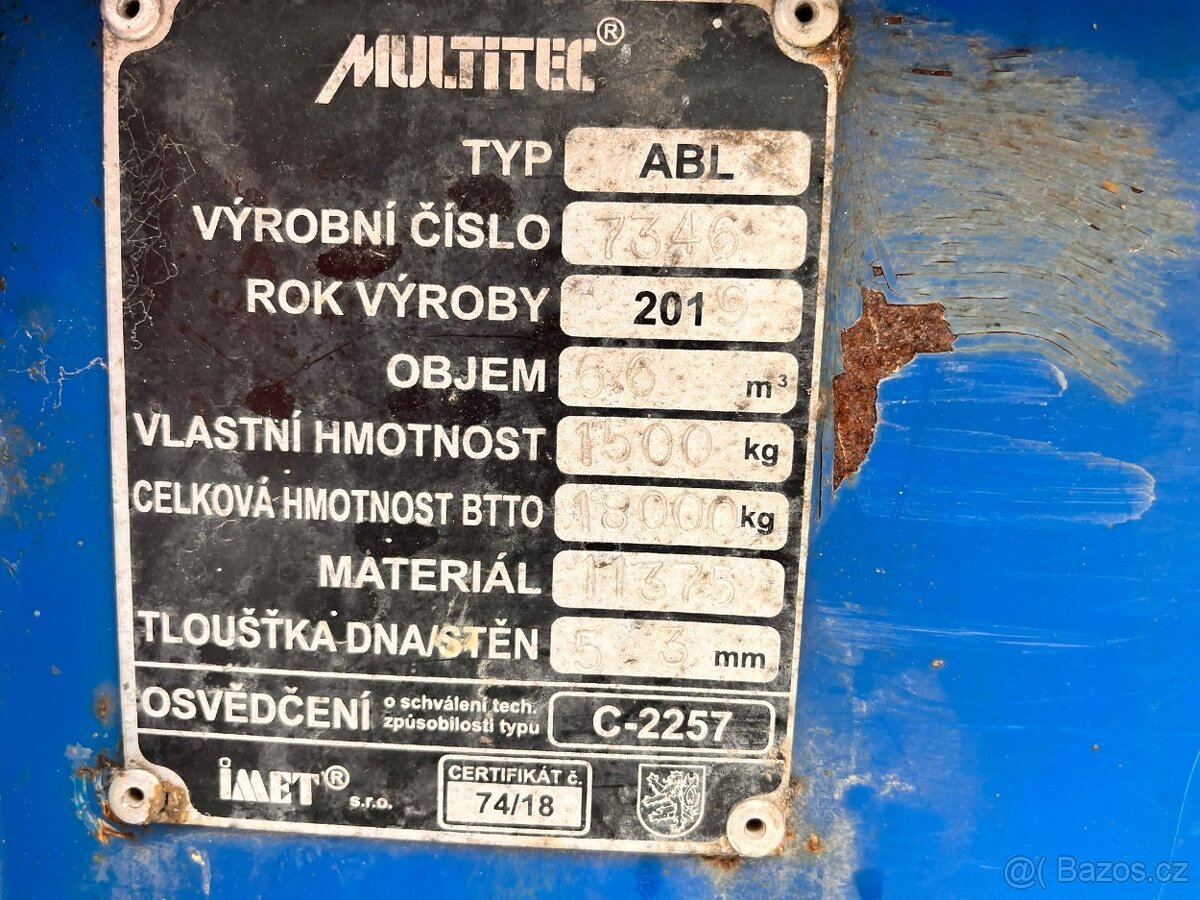 MULTITEC®
TYP ABL
VÝROBNÍ ČÍSLO 7346
ROK VÝROBY 2019
OBJEM 6.6 m³
VLASTNÍ HMOTNOST 1500 kg
CELKOVÁ HMOTNOST BTTO 18000 kg
MATERIÁL 11375
TLOUŠŤKA DNA/STĚN 5 3 mm
OSVĚDČENÍ o schválení tech. způsobilosti typu C-2257
IMET® s.r.o.
CERTIFIKÁT č.
74/18
@( Bazos.cz